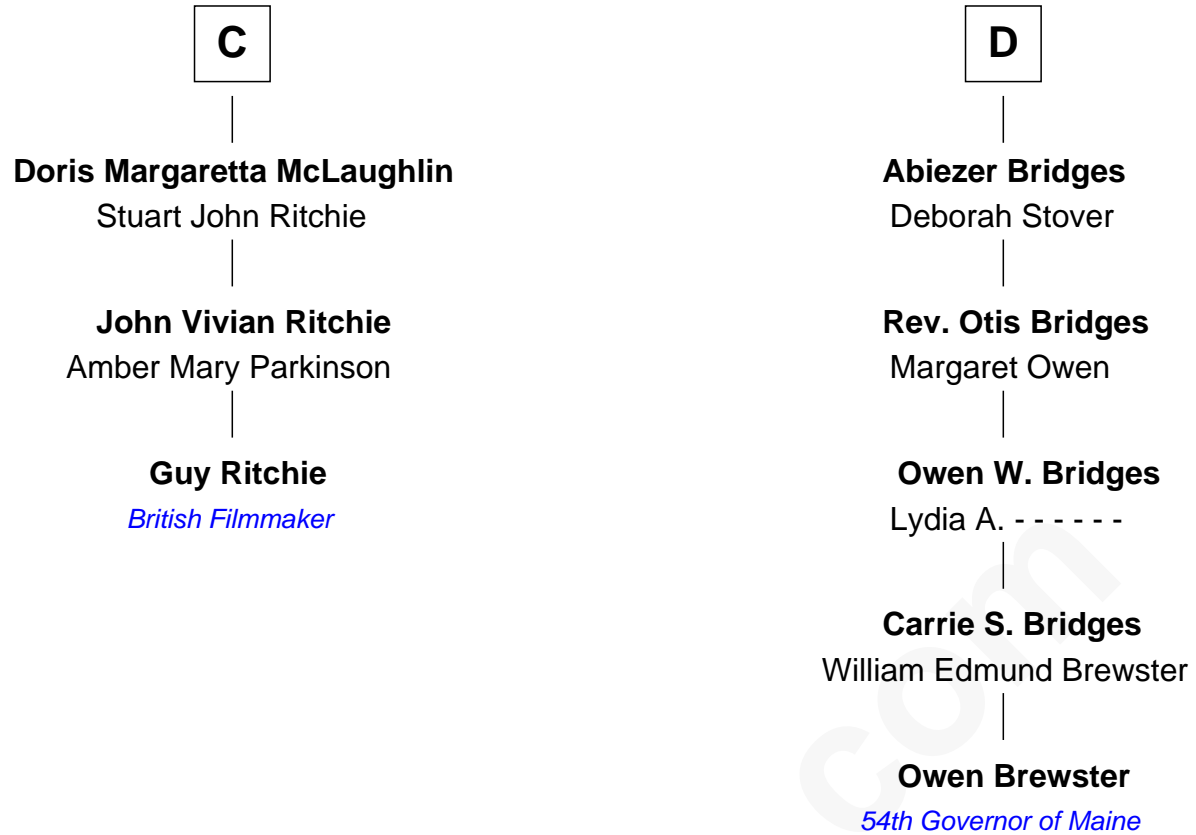 C
Doris Margaretta McLaughlin
Stuart John Ritchie
John Vivian Ritchie
Amber Mary Parkinson
Guy Ritchie
British Filmmaker
D
Abiezer Bridges
Deborah Stover
Rev. Otis Bridges
Margaret Owen
Owen W. Bridges
Lydia A. - - - - - -
Carrie S. Bridges
William Edmund Brewster
Owen Brewster
54th Governor of Maine
com